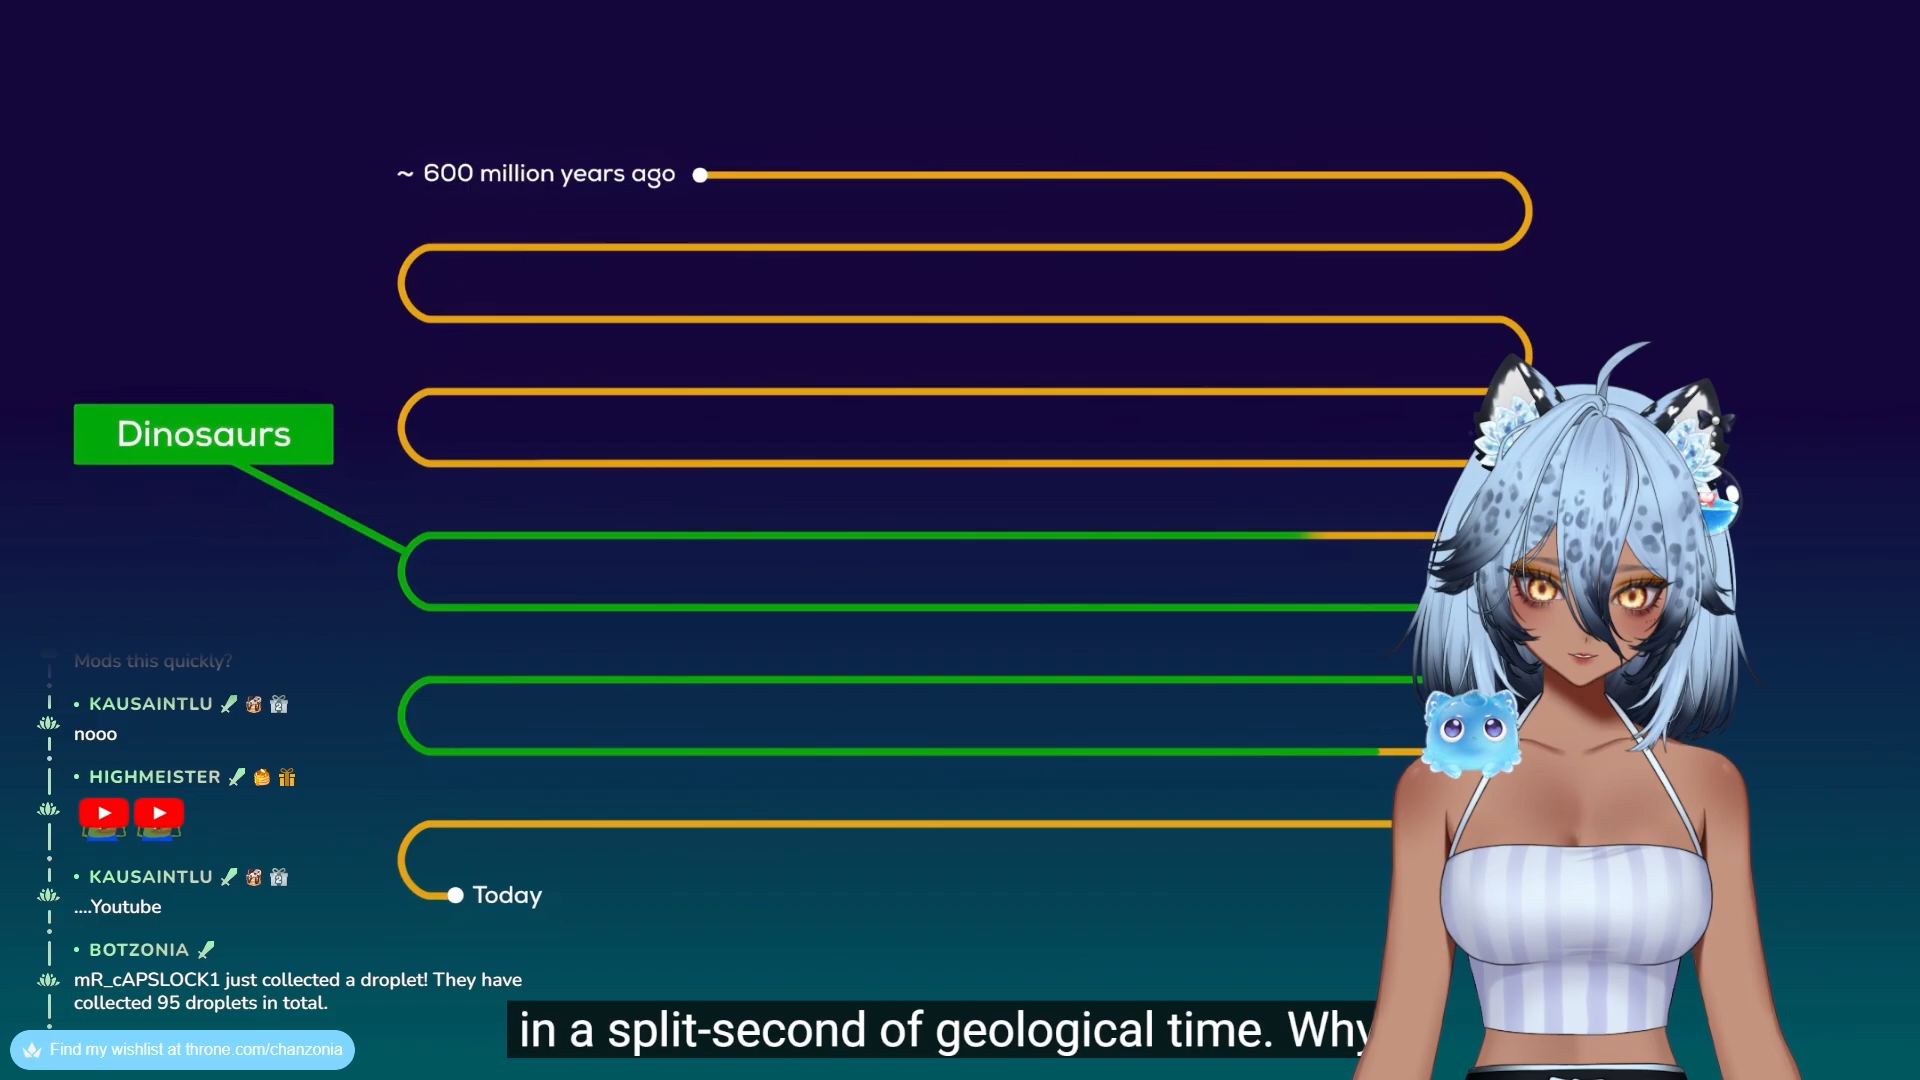 ~ 600 million years ago
Dinosaurs
Mods this quickly?
• KAUSAINTLU
nooo
• HIGHMEISTER
• KAUSAINTLU
....Youtube
• BOTZONIA
mR_cAPSLOCK1 just collected a droplet! They have
collected 95 droplets in total.
Today
in a split-second of geological time. Why
Find my wishlist at throne.com/chanzonia